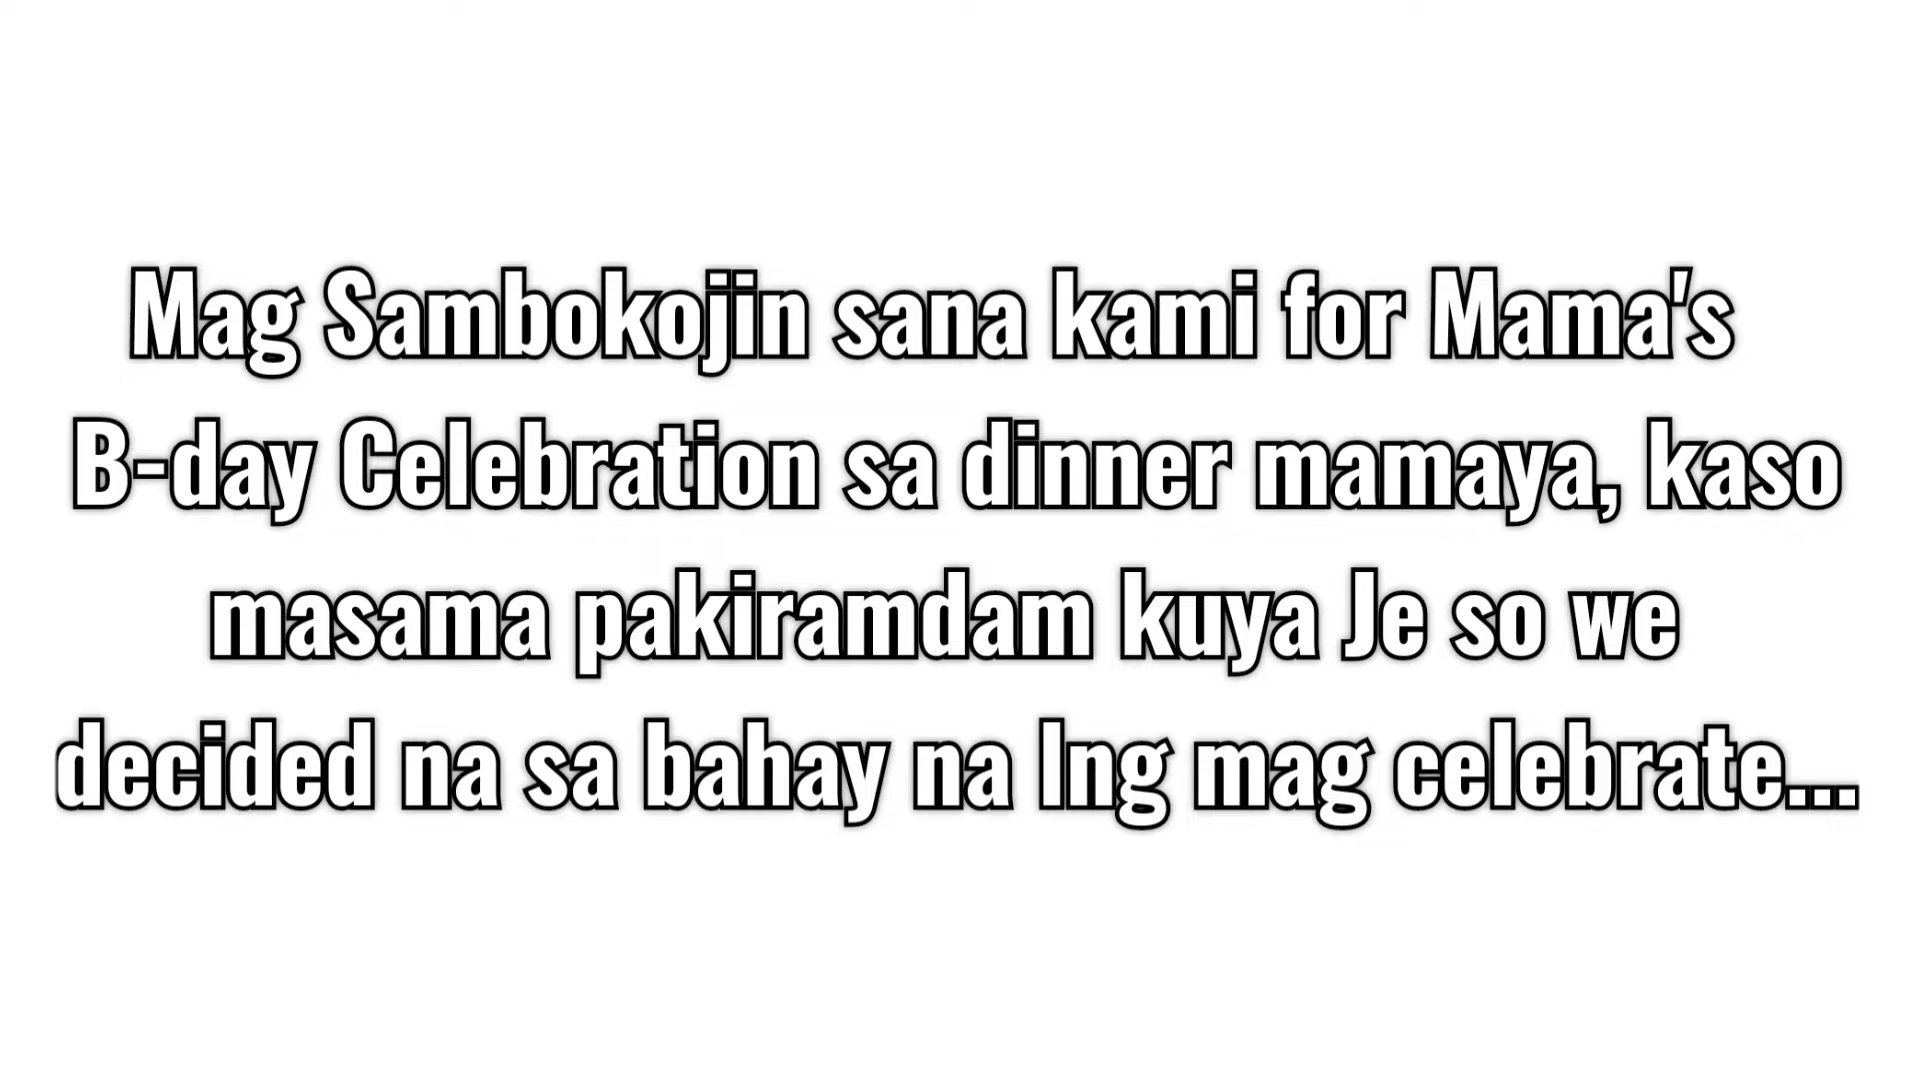 Mag Sambokojin sana kami for Mama's
B-day Celebration sa dinner mamaya, kaso
masama pakiramdam kuya Je so we
decided na sa bahay na lng mag celebrate...